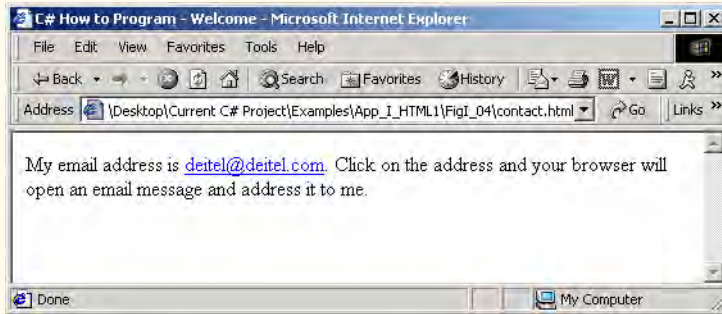 C# How to Program - Welcome - Microsoft Internet Explorer
File Edit View Favorites Tools Help
Back Search Favorites History
Address \Desktop\Current C# Project\Examples\App_I_HTML1\FigI_04\contact.html Go Links
My email address is deitel@deitel.com. Click on the address and your browser will
open an email message and address it to me.
Done My Computer